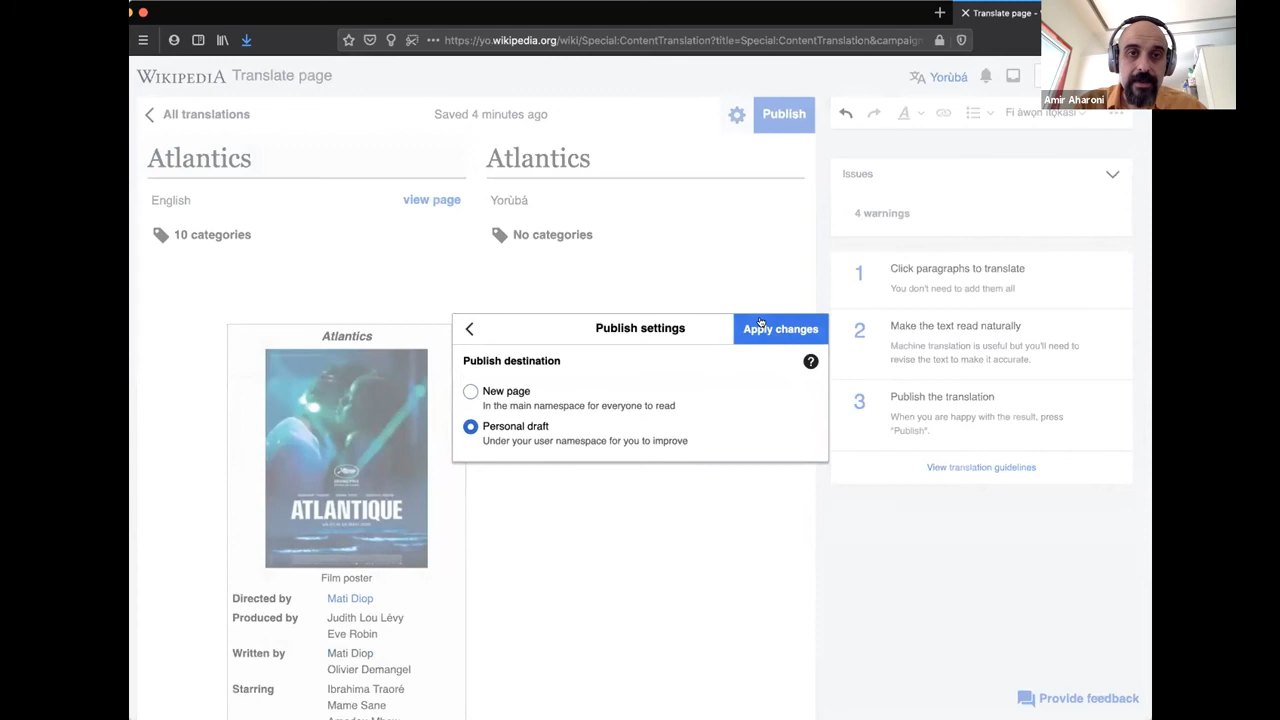 Translate page -
https://yo.wikipedia.org/wiki/Special:ContentTranslation?title=Special:ContentTranslation&campaign
Amir Aharoni
WIKIPEDIA Translate page
Yorùbá
All translations
Saved 4 minutes ago
Publish
A
Fi àwọn ìtọ́kasí
Atlantics
Atlantics
English
view page
Yorùbá
10 categories
No categories
Issues
4 warnings
1
Click paragraphs to translate
You don't need to add them all
2
Make the text read naturally
Machine translation is useful but you'll need to
revise the text to make it accurate.
3
Publish the translation
When you are happy with the result, press
"Publish".
View translation guidelines
Publish settings
Apply changes
Publish destination
?
New page
In the main namespace for everyone to read
Personal draft
Under your user namespace for you to improve
Atlantics
ATLANTIQUE
Film poster
Directed by Mati Diop
Produced by Judith Lou Lévy
Eve Robin
Written by Mati Diop
Olivier Demangel
Starring Ibrahima Traoré
Mame Sane
Provide feedback